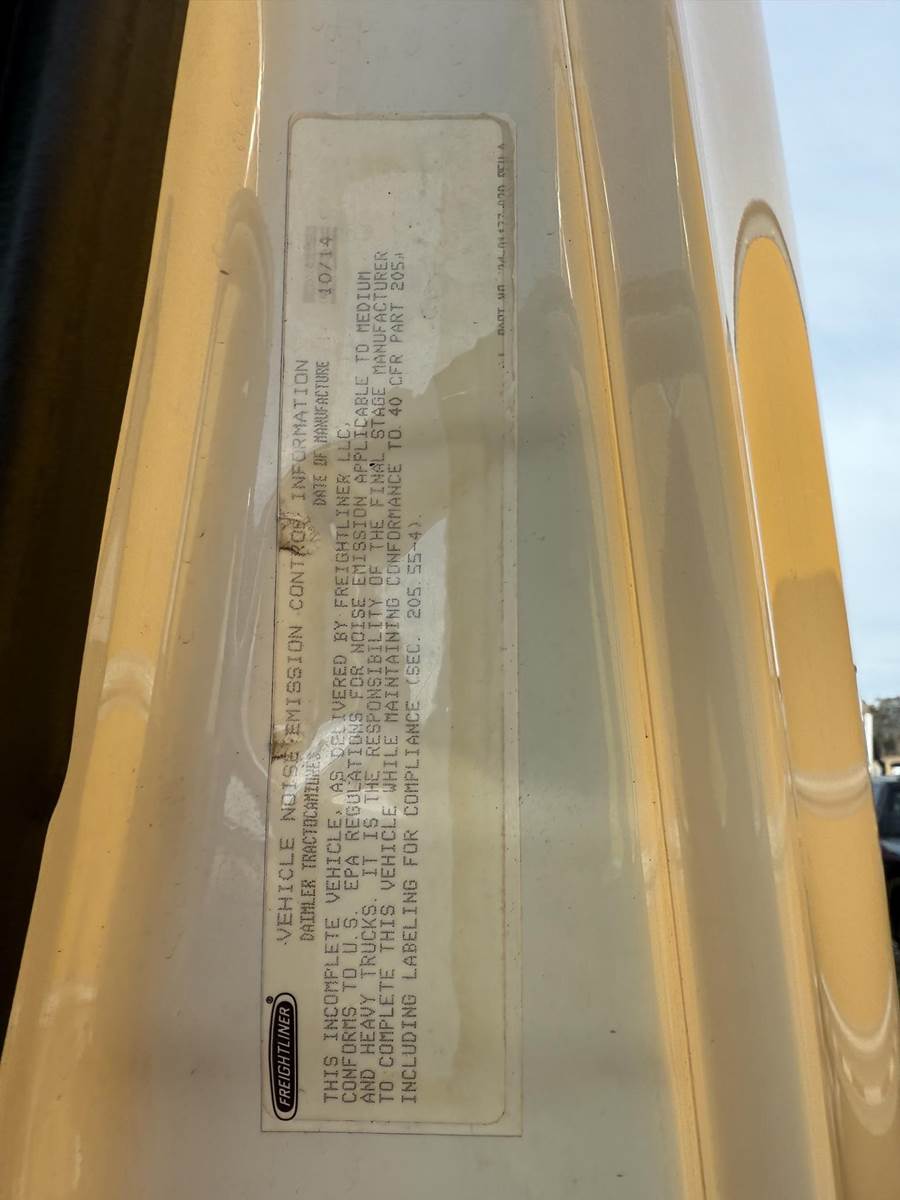 FREIGHTLINER®
VEHICLE NOISE EMISSION CONTROL INFORMATION
DAIMLER TRACTOCAMIONES
DATE OF MANUFACTURE 10/14
THIS INCOMPLETE VEHICLE, AS DELIVERED BY FREIGHTLINER LLC,
CONFORMS TO U.S. EPA REGULATIONS FOR NOISE EMISSION APPLICABLE TO MEDIUM
AND HEAVY TRUCKS. IT IS THE RESPONSIBILITY OF THE FINAL STAGE MANUFACTURER
TO COMPLETE THIS VEHICLE WHILE MAINTAINING CONFORMANCE TO 40 CFR PART 205,
INCLUDING LABELING FOR COMPLIANCE (SEC. 205.55-4).
PART NO.